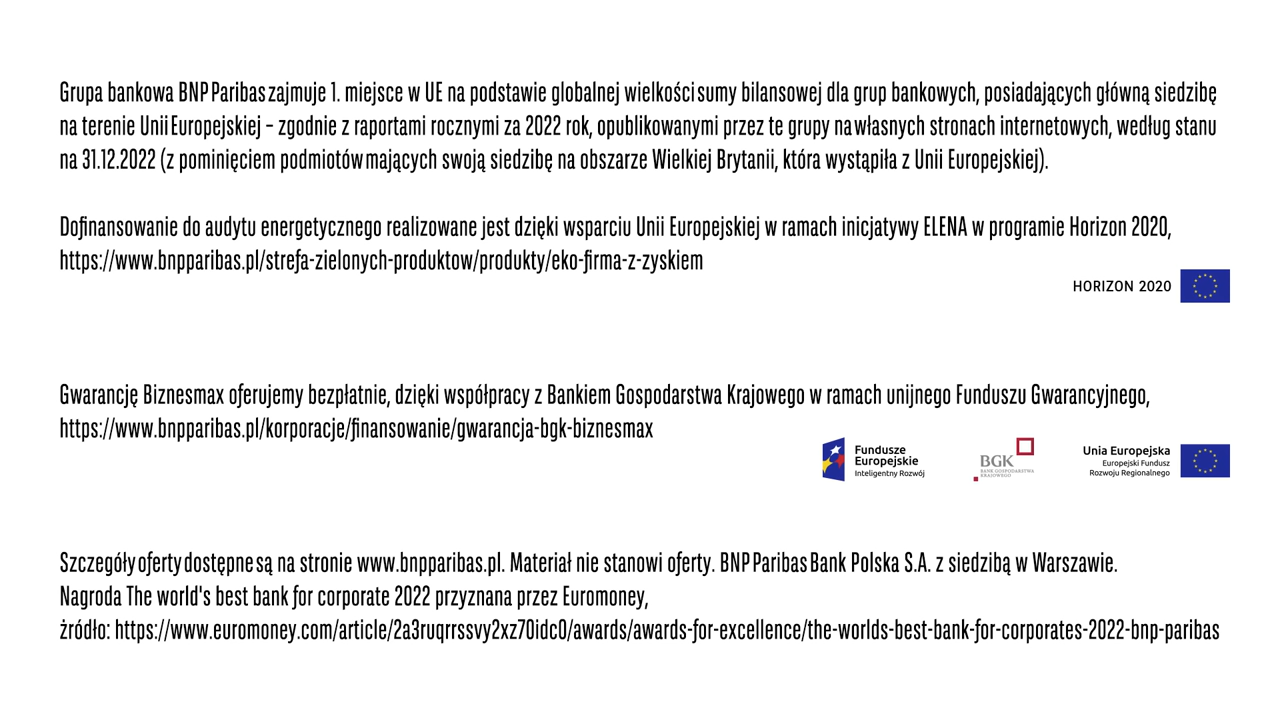 Grupa bankowa BNP Paribas zajmuje 1. miejsce w UE na podstawie globalnej wielkości sumy bilansowej dla grup bankowych, posiadających główną siedzibę
na terenie Unii Europejskiej – zgodnie z raportami rocznymi za 2022 rok, opublikowanymi przez te grupy na własnych stronach internetowych, według stanu
na 31.12.2022 (z pominięciem podmiotów mających swoją siedzibę na obszarze Wielkiej Brytanii, która wystąpiła z Unii Europejskiej).
Dofinansowanie do audytu energetycznego realizowane jest dzięki wsparciu Unii Europejskiej w ramach inicjatywy ELENA w programie Horizon 2020,
https://www.bnpparibas.pl/strefa-zielonych-produktow/produkty/eko-firma-z-zyskiem
HORIZON 2020
Gwarancję Biznesmax oferujemy bezpłatnie, dzięki współpracy z Bankiem Gospodarstwa Krajowego w ramach unijnego Funduszu Gwarancyjnego,
https://www.bnpparibas.pl/korporacje/finansowanie/gwarancja-bgk-biznesmax
Fundusze
Europejskie
Inteligentny Rozwój
BGK
BANK GOSPODARSTWA
KRAJOWEGO
Unia Europejska
Europejski Fundusz
Rozwoju Regionalnego
Szczegóły oferty dostępne są na stronie www.bnpparibas.pl. Materiał nie stanowi oferty. BNP Paribas Bank Polska S.A. z siedzibą w Warszawie.
Nagroda The world's best bank for corporate 2022 przyznana przez Euromoney,
źródło: https://www.euromoney.com/article/2a3ruqrrssvy2xz70idc0/awards/awards-for-excellence/the-worlds-best-bank-for-corporates-2022-bnp-paribas